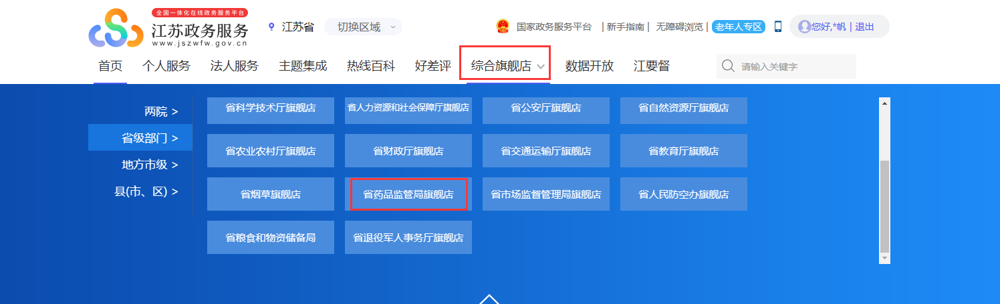 全国一体化在线政务服务平台
江苏政务服务
www.jszwfw.gov.cn
江苏省 切换区域
国家政务服务平台 | 新手指南 | 无障碍浏览 | 老年人专区 您好,*帆 | 退出
首页 个人服务 法人服务 主题集成 热线百科 好差评 综合旗舰店 数据开放 江要督 请输入关键字
两院 >
省级部门 >
地方市级 >
县(市、区) >
省科学技术厅旗舰店 省人力资源和社会保障厅旗舰店 省公安厅旗舰店 省自然资源厅旗舰店
省农业农村厅旗舰店 省财政厅旗舰店 省交通运输厅旗舰店 省教育厅旗舰店
省烟草旗舰店 省药品监管局旗舰店 省市场监督管理局旗舰店 省人民防空办旗舰店
省粮食和物资储备局 省退役军人事务厅旗舰店